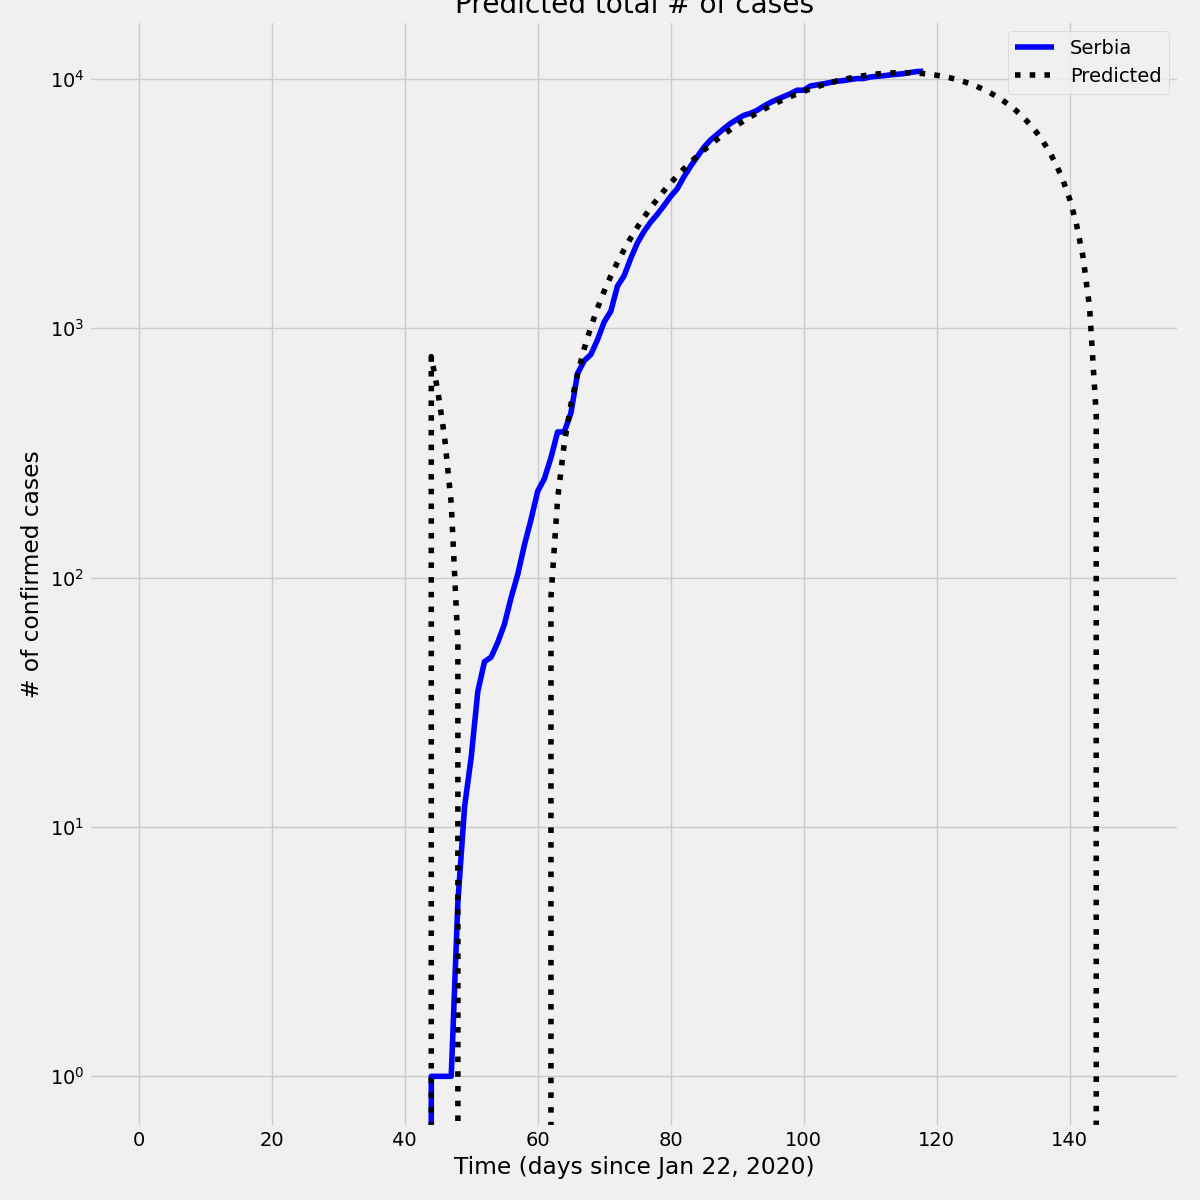 Predicted total # of cases
Serbia
Predicted
10⁴
10³
10²
10¹
10⁰
# of confirmed cases
0 20 40 60 80 100 120 140
Time (days since Jan 22, 2020)